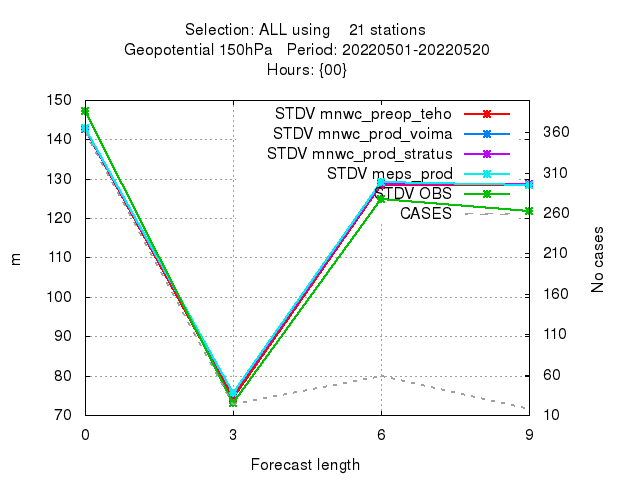 Selection: ALL using 21 stations
Geopotential 150hPa Period: 20220501-20220520
Hours: {00}
STDV mnwc_preop_teho
STDV mnwc_prod_voima
STDV mnwc_prod_stratus
STDV meps_prod
STDV OBS
CASES
150
140
130
120
110
100
90
80
70
m
360
310
260
210
160
110
60
10
No cases
0 3 6 9
Forecast length